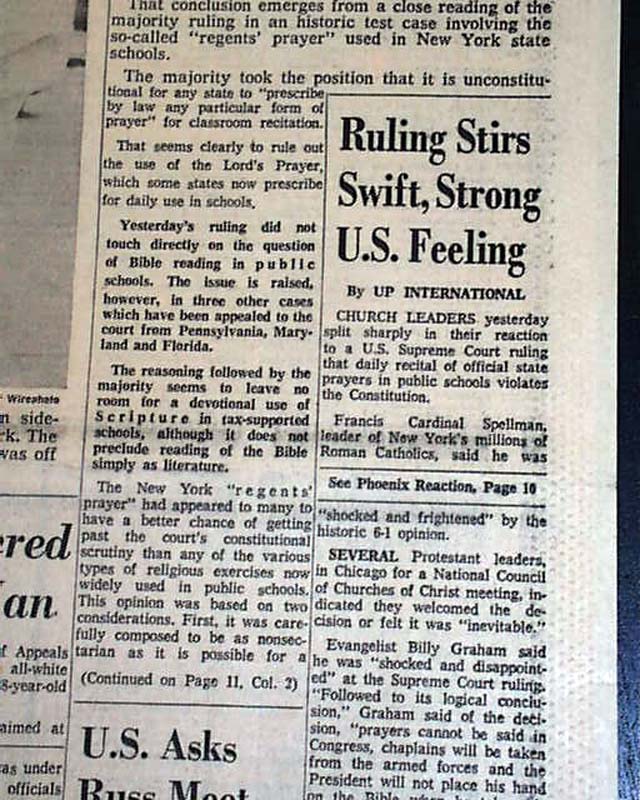 That conclusion emerges from a close reading of the
majority ruling in an historic test case involving the
so-called "regents' prayer" used in New York state
schools.
The majority took the position that it is unconstitu-
tional for any state to "prescribe
by law any particular form of
prayer" for classroom recitation.
That seems clearly to rule out
the use of the Lord's Prayer,
which some states now prescribe
for daily use in schools.
Yesterday's ruling did not
touch directly on the question
of Bible reading in public
schools. The issue is raised,
however, in three other cases
which have been appealed to the
court from Pennsylvania, Mary-
land and Florida.
The reasoning followed by the
majority seems to leave no
room for a devotional use of
Scripture in tax-supported
schools, although it does not
preclude reading of the Bible
simply as literature.
The New York "regents'
prayer" had appeared to many to
have a better chance of getting
past the court's constitutional
scrutiny than any of the various
types of religious exercises now
widely used in public schools.
This opinion was based on two
considerations. First, it was care-
fully composed to be as nonsec-
tarian as it is possible for a
(Continued on Page 11, Col. 2)
U.S. Asks
Russ Meet
Ruling Stirs
Swift, Strong
U.S. Feeling
By UP INTERNATIONAL
CHURCH LEADERS yesterday
split sharply in their reaction
to a U.S. Supreme Court ruling
that daily recital of official state
prayers in public schools violates
the Constitution.
Francis Cardinal Spellman,
leader of New York's millions of
Roman Catholics, said he was
See Phoenix Reaction, Page 10
"shocked and frightened" by the
historic 6-1 opinion.
SEVERAL Protestant leaders,
in Chicago for a National Council
of Churches of Christ meeting, in-
dicated they welcomed the de-
cision or felt it was "inevitable."
Evangelist Billy Graham said
he was "shocked and disappoint-
ed" at the Supreme Court ruling.
"Followed to its logical conclu-
sion," Graham said of the deci-
sion, "prayers cannot be said in
Congress, chaplains will be taken
from the armed forces and the
President will not place his hand
on the Bible when
Wirephoto
n side-
rk. The
was off
ered
an
f Appeals
all-white
8-year-old
aimed at
as under
officials